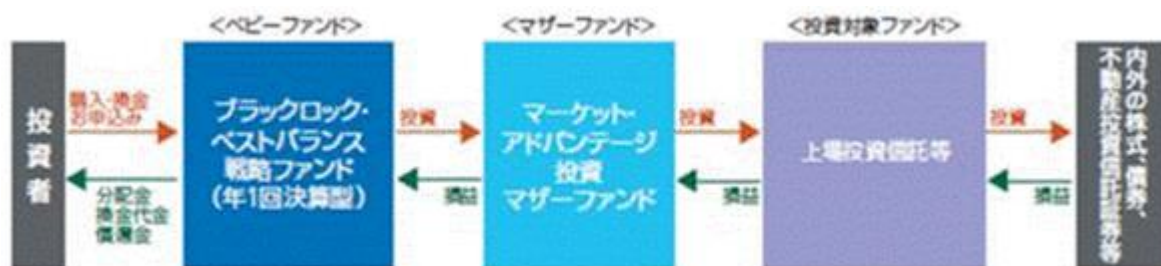 <ベビーファンド>
<マザーファンド>
<投資対象ファンド>
投資者
購入・換金
お申込み
分配金
換金代金
償還金
ブラックロック・
ベストバランス
戦略ファンド
(年1回決算型)
投資
損益
マーケット・
アドバンテージ
投資
マザーファンド
投資
損益
上場投資信託等
投資
損益
内外の株式、債券、
不動産投資信託証券等